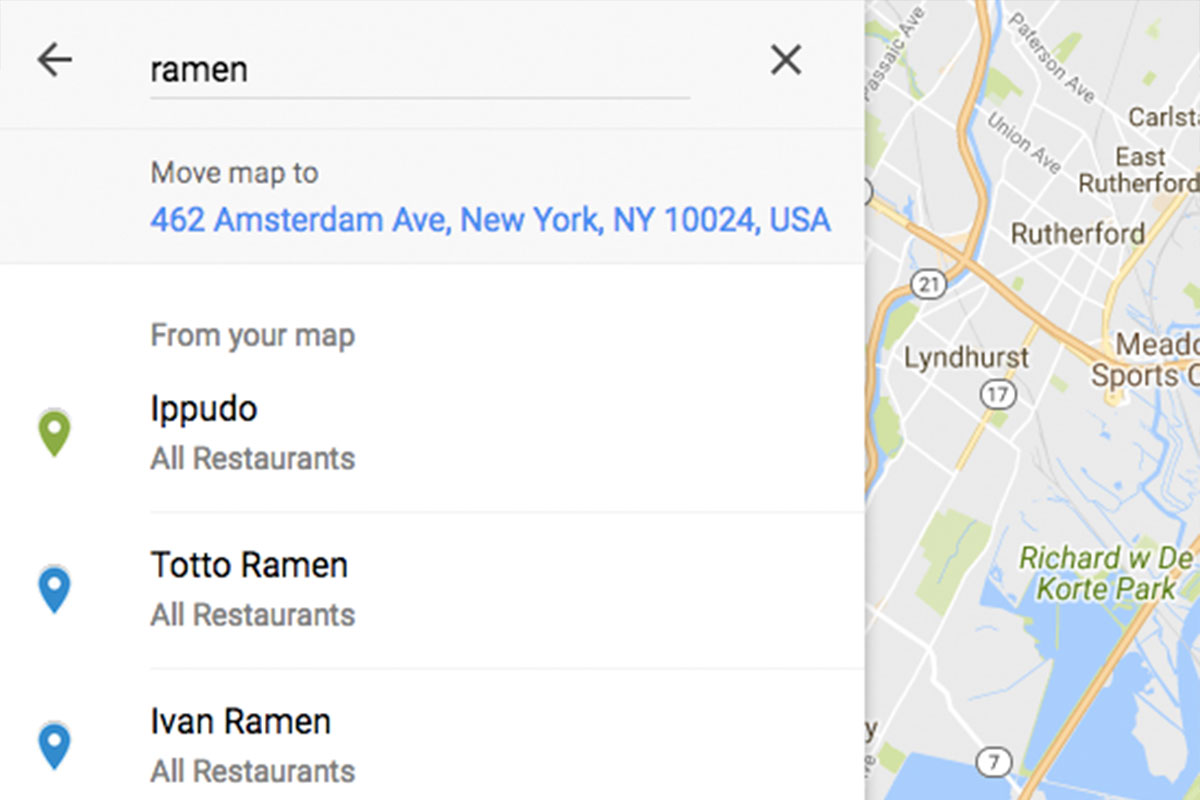 ramen
Move map to
462 Amsterdam Ave, New York, NY 10024, USA
From your map
Ippudo
All Restaurants
Totto Ramen
All Restaurants
Ivan Ramen
All Restaurants
Passaic Ave
Paterson Ave
Union Ave
Carlst
East
Rutherford
Rutherford
21
Lyndhurst
17
Meado
Sports C
Richard w De
Korte Park
7